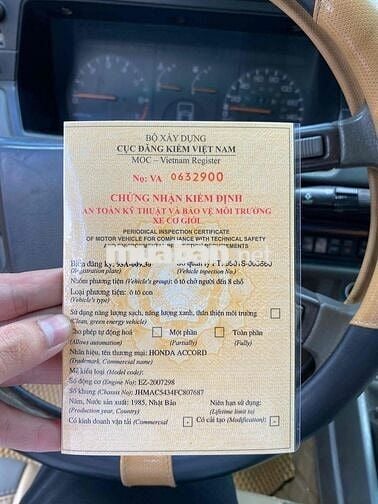 BỘ XÂY DỰNG
CỤC ĐĂNG KIỂM VIỆT NAM
MOC – Vietnam Register
No: VA 0632900
CHỨNG NHẬN KIỂM ĐỊNH
AN TOÀN KỸ THUẬT VÀ BẢO VỆ MÔI TRƯỜNG
XE CƠ GIỚI
PERIODICAL INSPECTION CERTIFICATE
OF MOTOR VEHICLE FOR COMPLIANCE WITH TECHNICAL SAFETY
Biển đăng ký:
(Registration plate) (Vehicle inpection No.)
Nhóm phương tiện (Vehicle's group): ô tô chở người đến 8 chỗ
Loại phương tiện: ô tô con
(Vehicle's type)
Sử dụng năng lượng sạch, năng lượng xanh, thân thiện môi trường
(Clean, green energy vehicle)
Cho phép tự động hoá Một phần Toàn phần
(Allows automation) (Partially) (Fully)
Nhãn hiệu, tên thương mại: HONDA ACCORD
(Trademark, Commercial name)
Mã kiểu loại (Model code):
Số động cơ (Engine No): EZ-2007298
Số khung (Chassis No): JHMAC5434FC807687
Năm, Nước sản xuất: 1985, Nhật Bản Niên hạn sử dụng:
(Production year, Country) (Lifetime limit to)
Có kinh doanh vận tải (Commercial Có cải tạo (Modification):